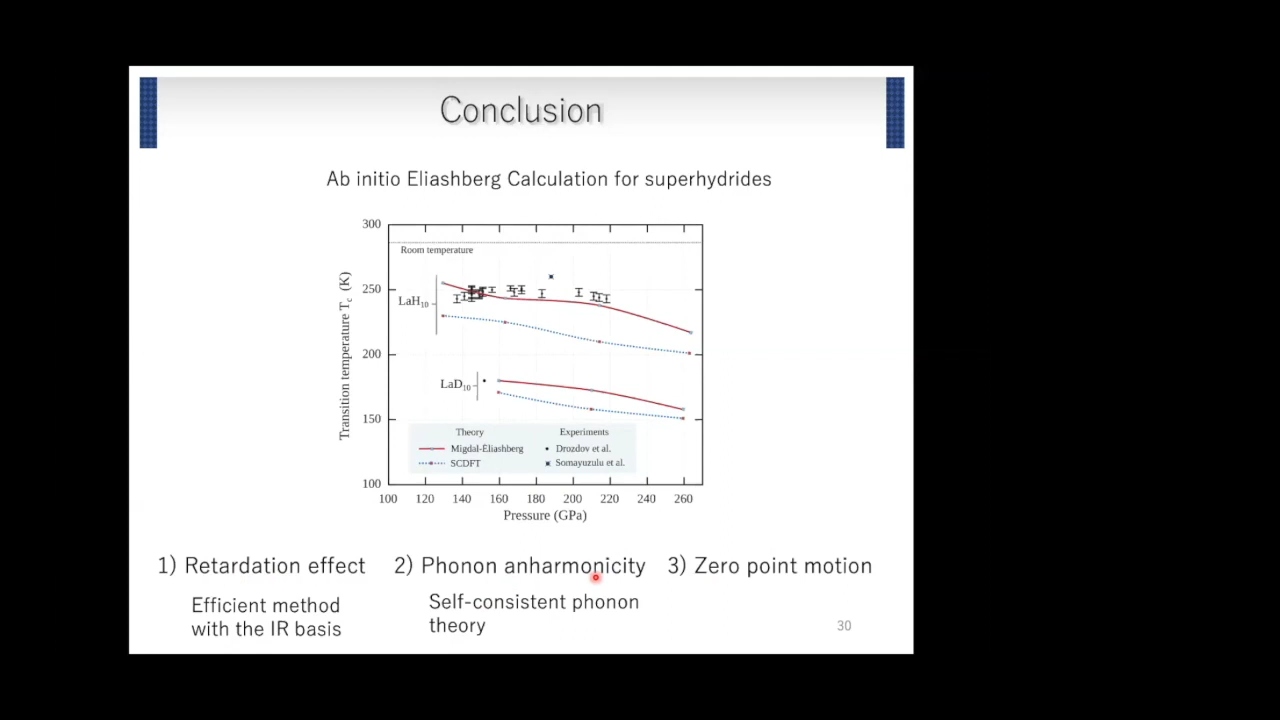 Conclusion
Ab initio Eliashberg Calculation for superhydrides
300
250
200
150
100
Transition temperature Tc (K)
Room temperature
LaH10
LaD10
Theory
Experiments
Migdal-Eliashberg
Drozdov et al.
SCDFT
Somayuzulu et al.
100 120 140 160 180 200 220 240 260
Pressure (GPa)
1) Retardation effect
2) Phonon anharmonicity
3) Zero point motion
Efficient method
with the IR basis
Self-consistent phonon
theory
30